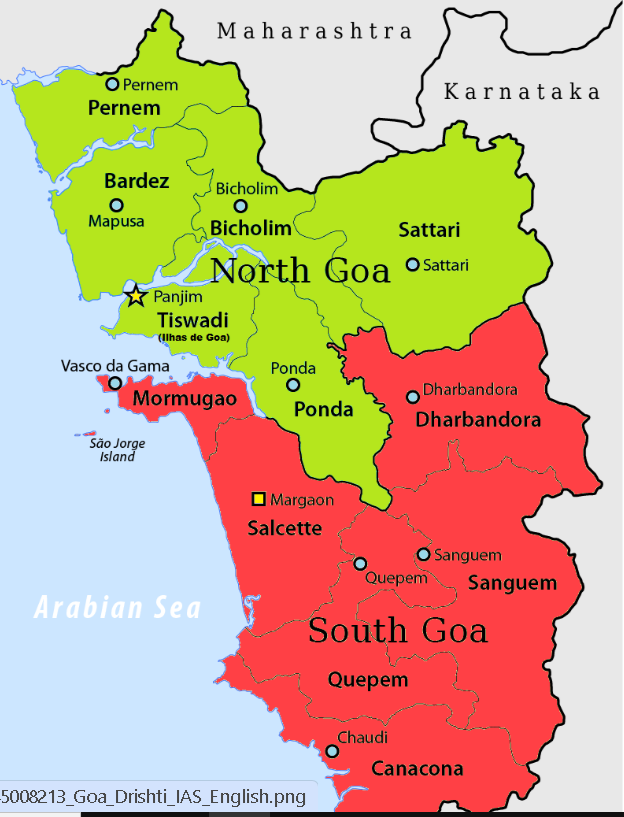 Maharashtra
Karnataka
Pernem
Pernem
Bardez
Mapusa
Bicholim
Bicholim
Sattari
Sattari
North Goa
Panjim
Tiswadi
(Ilhas de Goa)
Vasco da Gama
Mormugao
Ponda
Ponda
Dharbandora
Dharbandora
São Jorge
Island
Margaon
Salcette
Sanguem
Quepem
Sanguem
Arabian Sea
South Goa
Quepem
Chaudi
Canacona
45008213_Goa_Drishti_IAS_English.png